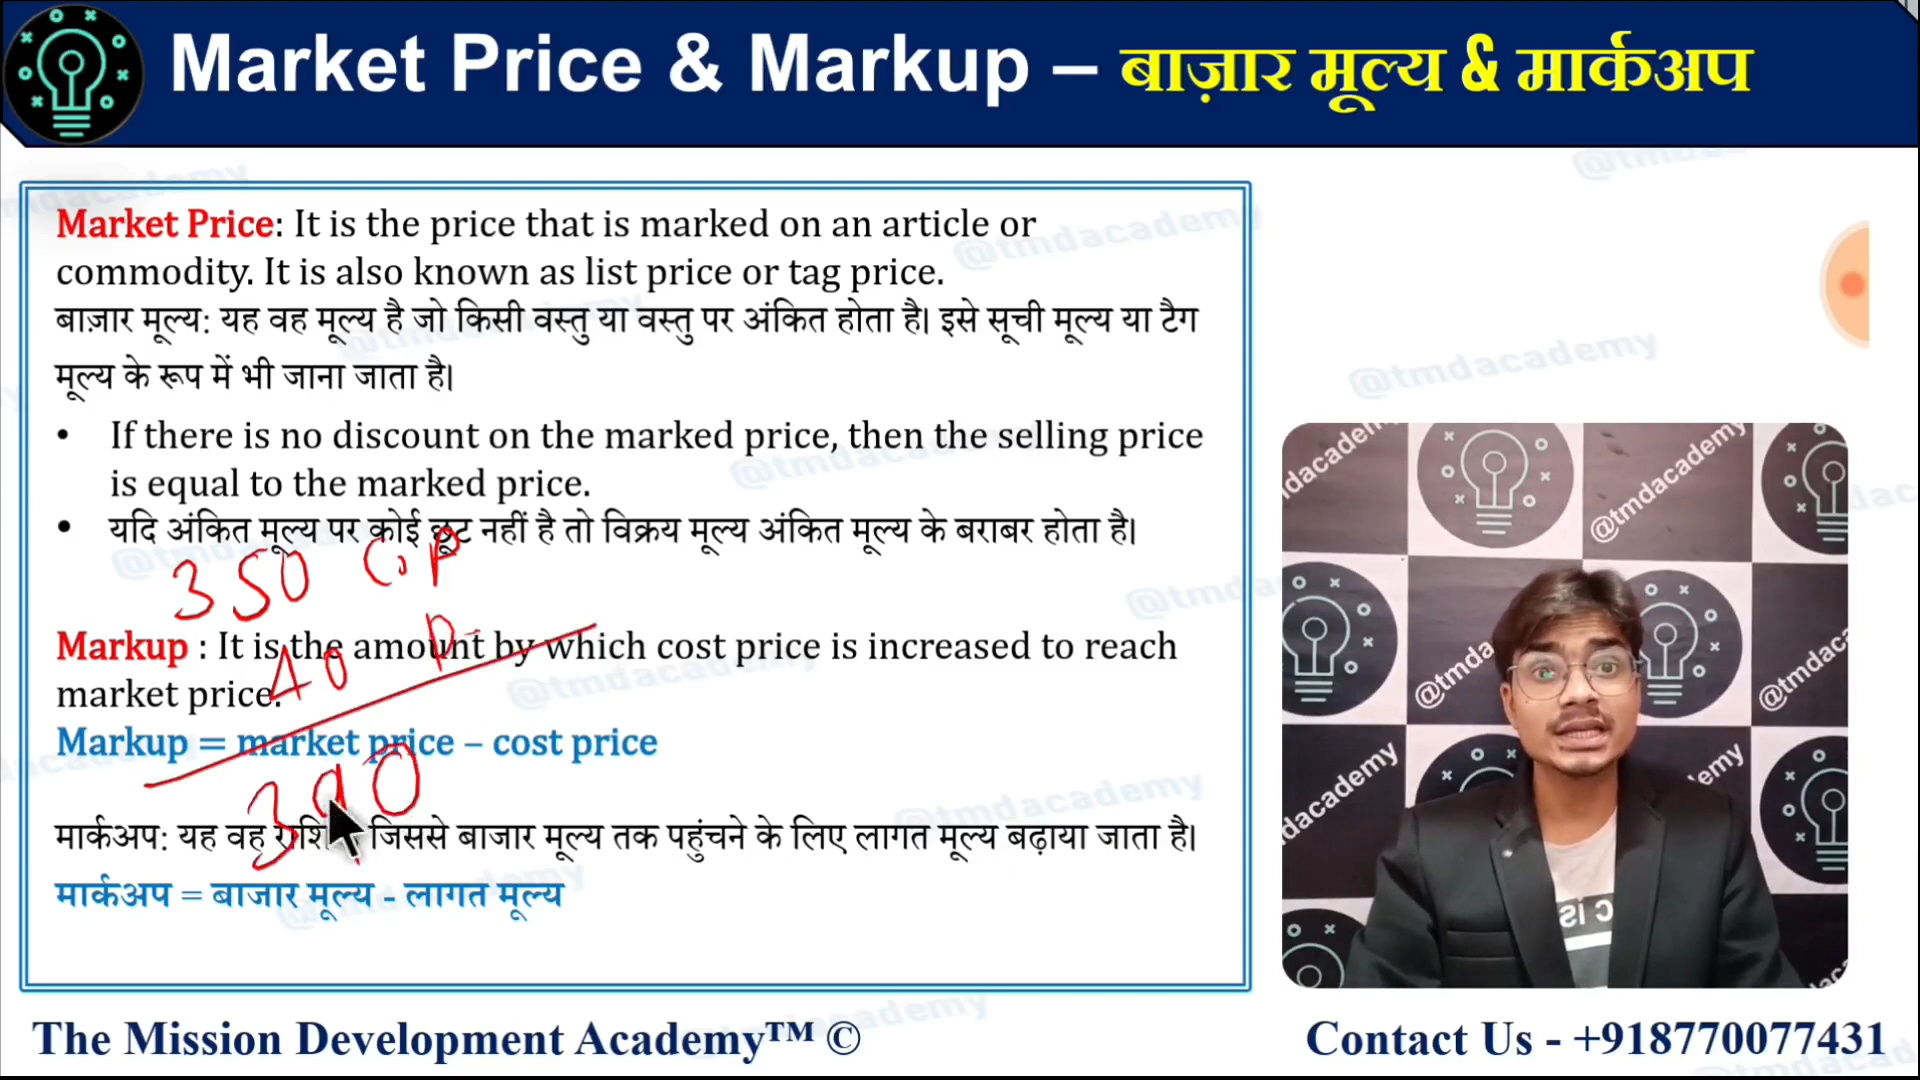 Market Price & Markup – बाज़ार मूल्य & मार्कअप
Market Price: It is the price that is marked on an article or
commodity. It is also known as list price or tag price.
बाज़ार मूल्य: यह वह मूल्य है जो किसी वस्तु या वस्तु पर अंकित होता है। इसे सूची मूल्य या टैग
मूल्य के रूप में भी जाना जाता है।
• If there is no discount on the marked price, then the selling price
is equal to the marked price.
• यदि अंकित मूल्य पर कोई छूट नहीं है तो विक्रय मूल्य अंकित मूल्य के बराबर होता है।
350 C.P
Markup : It is the amount by which cost price is increased to reach
40 P
market price.
Markup = market price – cost price
390
मार्कअप: यह वह राशि जिससे बाजार मूल्य तक पहुंचने के लिए लागत मूल्य बढ़ाया जाता है।
मार्कअप = बाजार मूल्य - लागत मूल्य
@tmdacademy
The Mission Development Academy™ ©
Contact Us - +918770077431